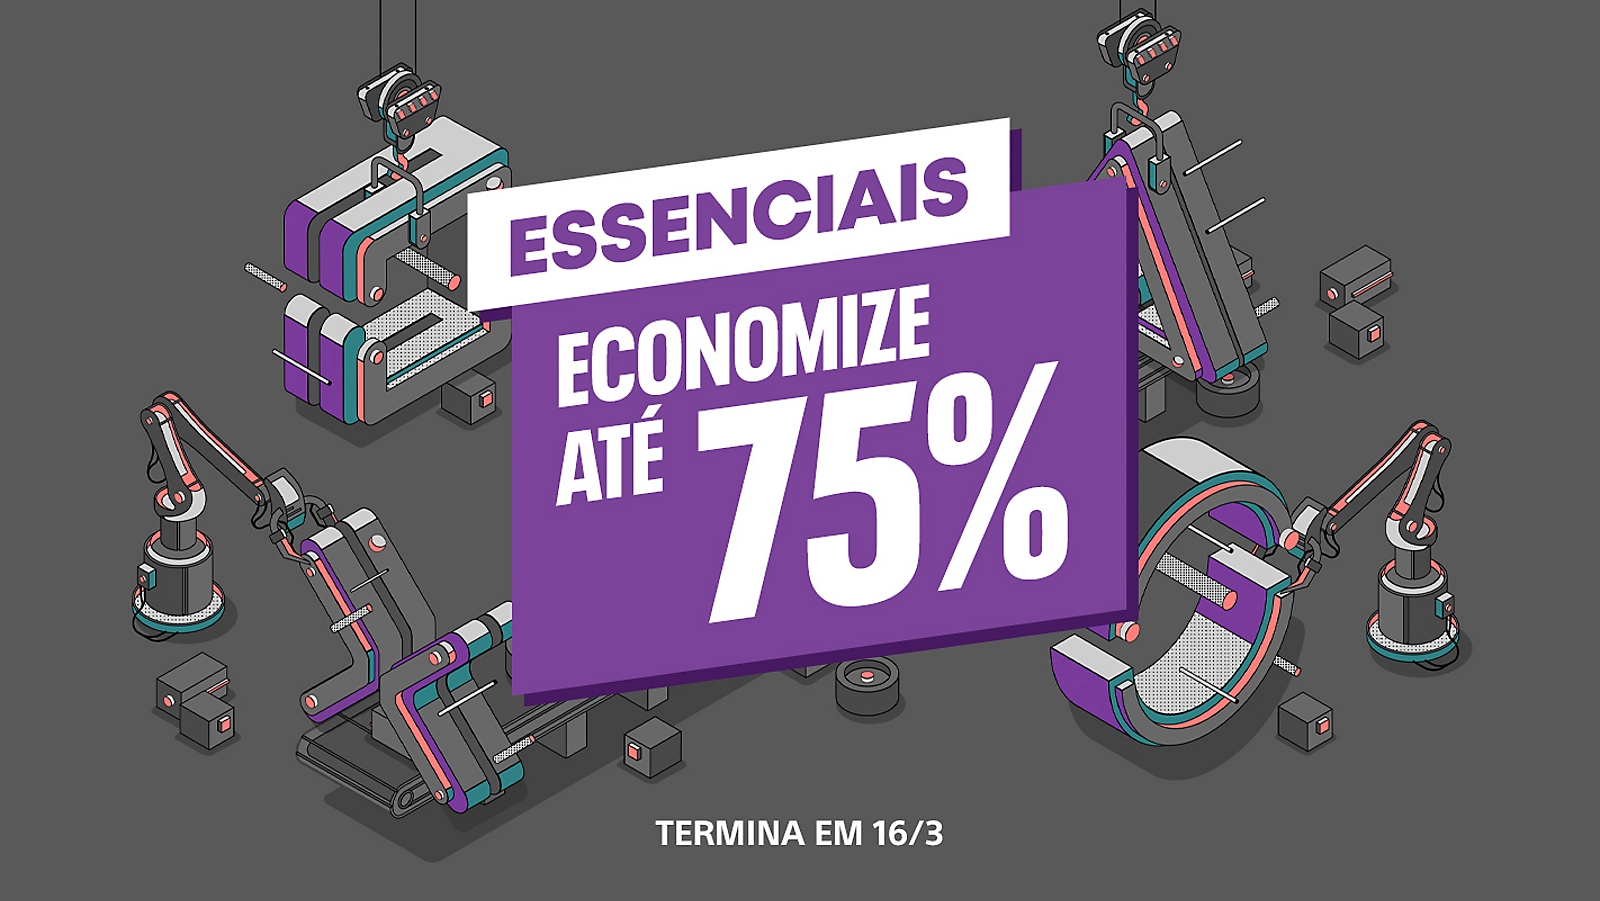 ESSENCIAIS
ECONOMIZE
ATÉ 75%
TERMINA EM 16/3